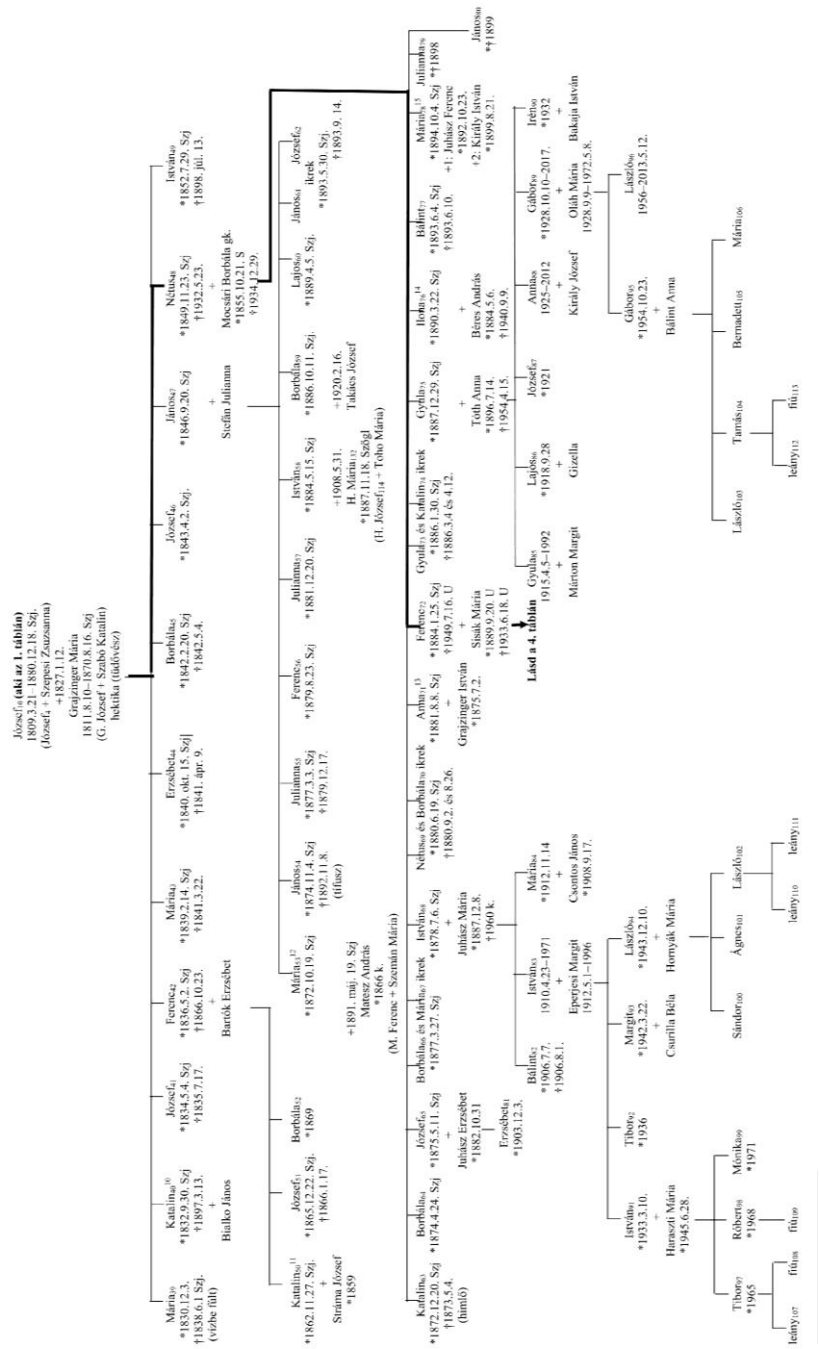 József₁₈ (aki az 1. táblán)
1809.3.21–1880.12.18. Szj.
(József₄ + Szepesi Zsuzsanna)
+1827.1.12.
Grajzinger Mária
1811.8.10–1870.8.16. Szj
(G. József + Szabó Katalin)
hektika (tüdővész)
Mária₃₉
*1830.12.3.
†1838.6.1 Szj.
(vízbe fúlt)
Katalin₄₀¹⁰
*1832.9.30. Szj
†1897.3.13.
+
Bialko János
József₄₁
*1834.5.4. Szj
†1835.7.17.
Ferenc₄₂
*1836.5.2. Szj
†1866.10.23.
+
Bartók Erzsébet
Mária₄₃
*1839.2.14. Szj
†1841.3.22.
Erzsébet₄₄
*1840. okt. 15. Szj
†1841. ápr. 9.
Borbála₄₅
*1842.2.20. Szj
†1842.5.4.
József₄₆
*1843.4.2. Szj.
János₄₇
*1846.9.20. Szj
+
Stefán Julianna
Nétus₄₈
*1849.11.23. Szj
†1932.5.23.
+
Mocsári Borbála gk.
*1855.10.21. S
†1934.12.29.
István₄₉
*1852.7.29. Szj
†1898. júl. 13.
Katalin₅₀¹¹
*1862.11.27. Szj.
+
Stráma József
*1859
József₅₁
*1865.12.22. Szj.
†1866.1.17.
Borbála₅₂
*1869
Mária₅₃¹²
*1872.10.19. Szj
+1891. máj. 19. Szj
Matesz András
*1866 k.
(M. Ferenc + Szemán Mária)
János₅₄
*1874.11.4. Szj
†1892.11.8.
(tífusz)
Julianna₅₅
*1877.3.3. Szj
†1879.12.17.
Ferenc₅₆
*1879.8.23. Szj
Julianna₅₇
*1881.12.20. Szj
István₅₈
*1884.5.15. Szj
+1908.5.31.
H. Mária₁₃₂
*1887.11.18. Szögl
(H. József₁₁₄ + Toho Mária)
Borbála₅₉
*1886.10.11. Szj.
+1920.2.16.
Takács József
Lajos₆₀
*1889.4.5. Szj.
János₆₁
József₆₂
ikrek
*1893.5.30. Szj.
†1893.9. 14.
Katalin₆₃
*1872.12.20. Szj
†1873.5.4.
(himlő)
Borbála₆₄
*1874.4.24. Szj
József₆₅
*1875.5.11. Szj
+
Juhász Erzsébet
*1882.10.31
Borbála₆₆ és Mária₆₇ ikrek
*1877.3.27. Szj
István₆₈
*1878.7.6. Szj
+
Juhász Mária
*1887.12.8.
†1960 k.
Nétus₆₉ és Borbála₇₀ ikrek
*1880.6.19. Szj
†1880.9.2. és 8.26.
Anna₇₁¹³
*1881.8.8. Szj
+
Grajzinger István
*1875.7.2.
Ferenc₇₂
*1884.1.25. Szj
†1949.7.16. U
+
Sisák Mária
*1889.9.20. U
†1933.6.18. U
Lásd a 4. táblán
Gyula₇₃ és Katalin₇₄ ikrek
*1886.1.30. Szj
†1886.3.4 és 4.12.
Gyula₇₅
*1887.12.29. Szj
+
Tóth Anna
*1896.7.14.
†1954.4.15.
Ilona₇₆¹⁴
*1890.3.22. Szj
+
Béres András
*1884.5.6.
†1940.9.9.
Bálint₇₇
*1893.6.4. Szj
†1893.6.10.
Mária₇₈¹⁵
*1894.10.4. Szj
+1: Juhász Ferenc
*1892.10.23.
+2: Király István
*1899.8.21.
Julianna₇₉
*†1898
János₈₀
*†1899
Erzsébet₈₁
*1903.12.3.
Bálint₈₂
*1906.7.7.
†1906.8.1.
István₈₃
1910.4.23–1971
+
Eperjesi Margit
1912.5.1–1996
Mária₈₄
*1912.11.14
+
Csontos János
*1908.9.17.
Gyula₈₅
1915.4.5–1992
+
Márton Margit
Lajos₈₆
*1918.9.28
+
Gizella
József₈₇
*1921
Anna₈₈
1925–2012
+
Király József
Gábor₈₉
*1928.10.10–2017.
+
Oláh Mária
1928.9.9–1972.5.8.
Irén₉₀
*1932
+
Bakaja István
István₉₁
*1933.3.10.
+
Haraszti Mária
*1945.6.28.
Tibor₉₂
*1936
Margit₉₃
*1942.3.22.
+
Csurilla Béla
László₉₄
*1943.12.10.
+
Hornyák Mária
Gábor₉₅
*1954.10.23.
+
Bálint Anna
László₉₆
1956–2013.5.12.
Tibor₉₇
*1965
Róbert₉₈
*1968
Mónika₉₉
*1971
Sándor₁₀₀
Ágnes₁₀₁
László₁₀₂
László₁₀₃
Tamás₁₀₄
Bernadett₁₀₅
Mária₁₀₆
leány₁₀₇
fiú₁₀₈
fiú₁₀₉
leány₁₁₀
leány₁₁₁
leány₁₁₂
fiú₁₁₃